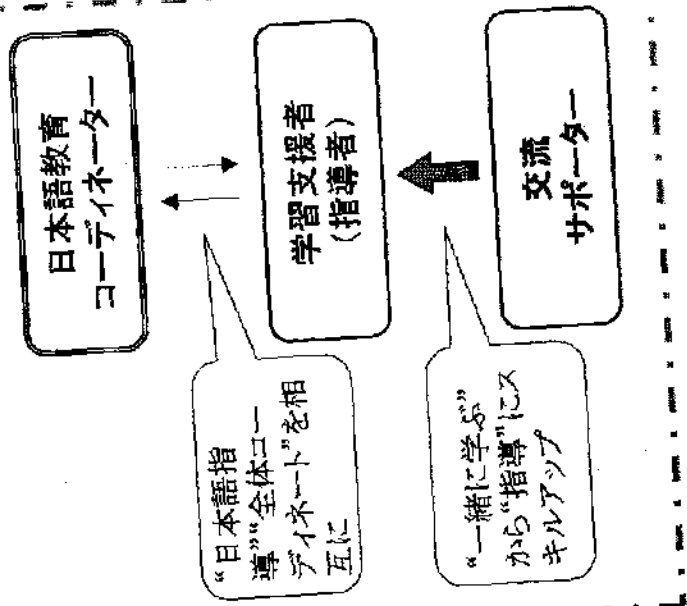 日本語教育
コーディネーター
学習支援者
（指導者）
交流
サポーター
“日本語指
導”“全体コー
ディネート”を相
互に
“一緒に学ぶ”
から“指導”にス
キルアップ